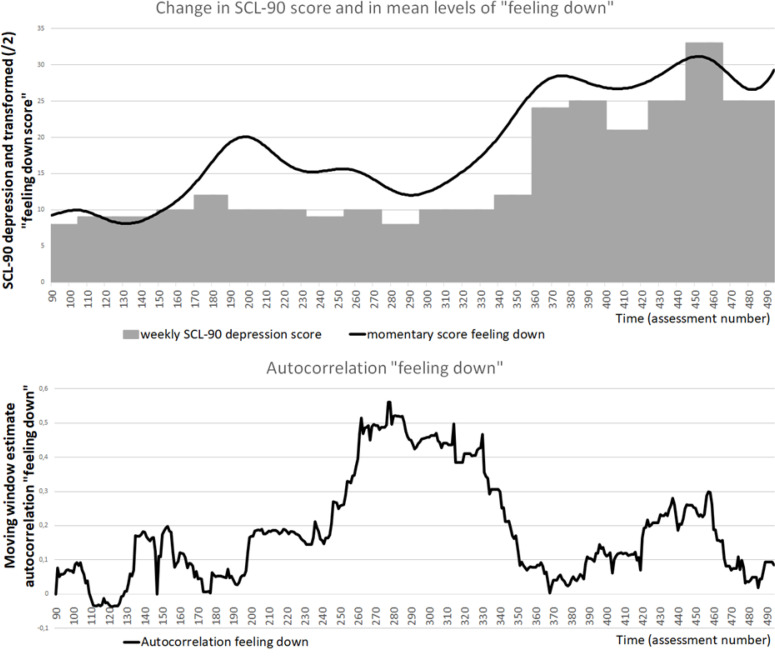 Change in SCL-90 score and in mean levels of "feeling down"
SCL-90 depression and transformed (/2)
"feeling down score"
35
30
25
20
15
10
5
0
90 100 110 120 130 140 150 160 170 180 190 200 210 220 230 240 250 260 270 280 290 300 310 320 330 340 350 360 370 380 390 400 410 420 430 440 450 460 470 480 490
Time (assessment number)
weekly SCL-90 depression score momentary score feeling down
Autocorrelation "feeling down"
Moving window estimate
autocorrelation "feeling down"
0,6
0,5
0,4
0,3
0,2
0,1
0
-0,1
90 100 110 120 130 140 150 160 170 180 190 200 210 220 230 240 250 260 270 280 290 300 310 320 330 340 350 360 370 380 390 400 410 420 430 440 450 460 470 480 490
Autocorrelation feeling down
Time (assessment number)